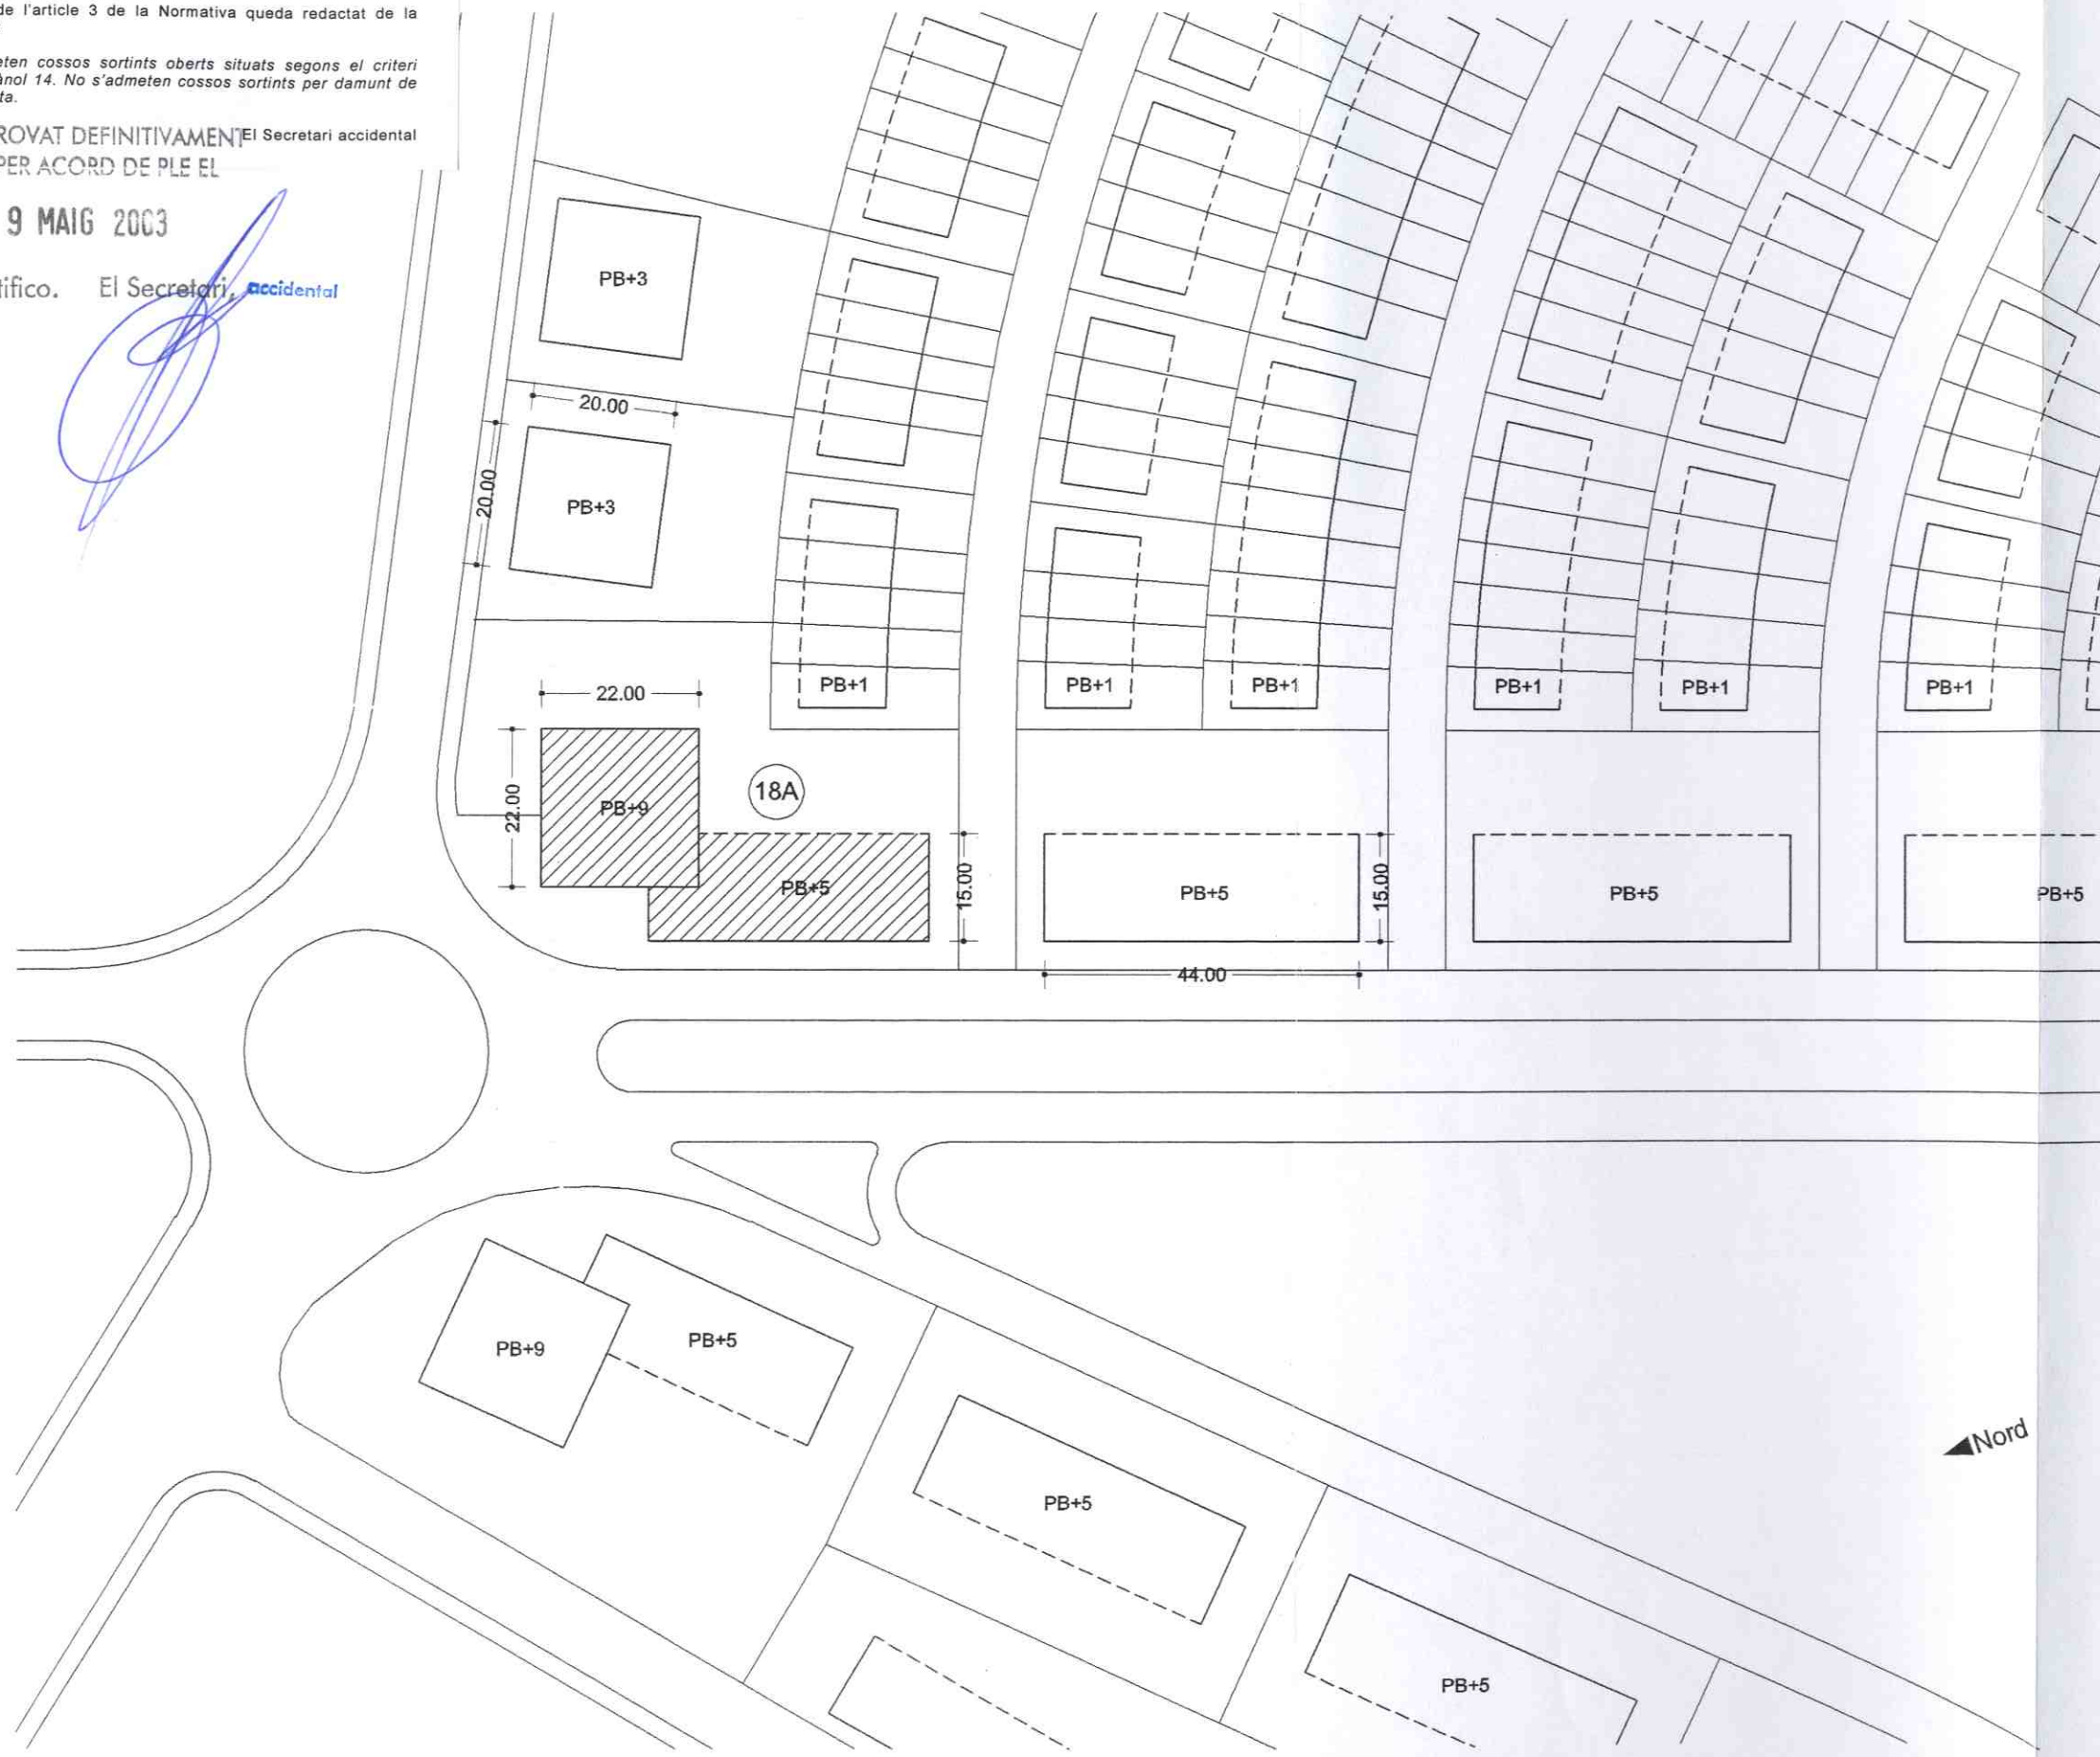 de l'article 3 de la Normativa queda redactat de la
eten cossos sortints oberts situats segons el criteri
ànol 14. No s'admeten cossos sortints per damunt de
ta.
ROVAT DEFINITIVAMENT El Secretari accidental
PER ACORD DE PLE EL
9 MAIG 2003
tifico. El Secretari, accidental
PB+3
20.00
20.00
PB+3
22.00
PB+1
PB+1
PB+1
PB+1
PB+1
PB+1
22.00
PB+9
18A
PB+5
15.00
PB+5
15.00
PB+5
PB+5
44.00
PB+9
PB+5
PB+5
PB+5
Nord